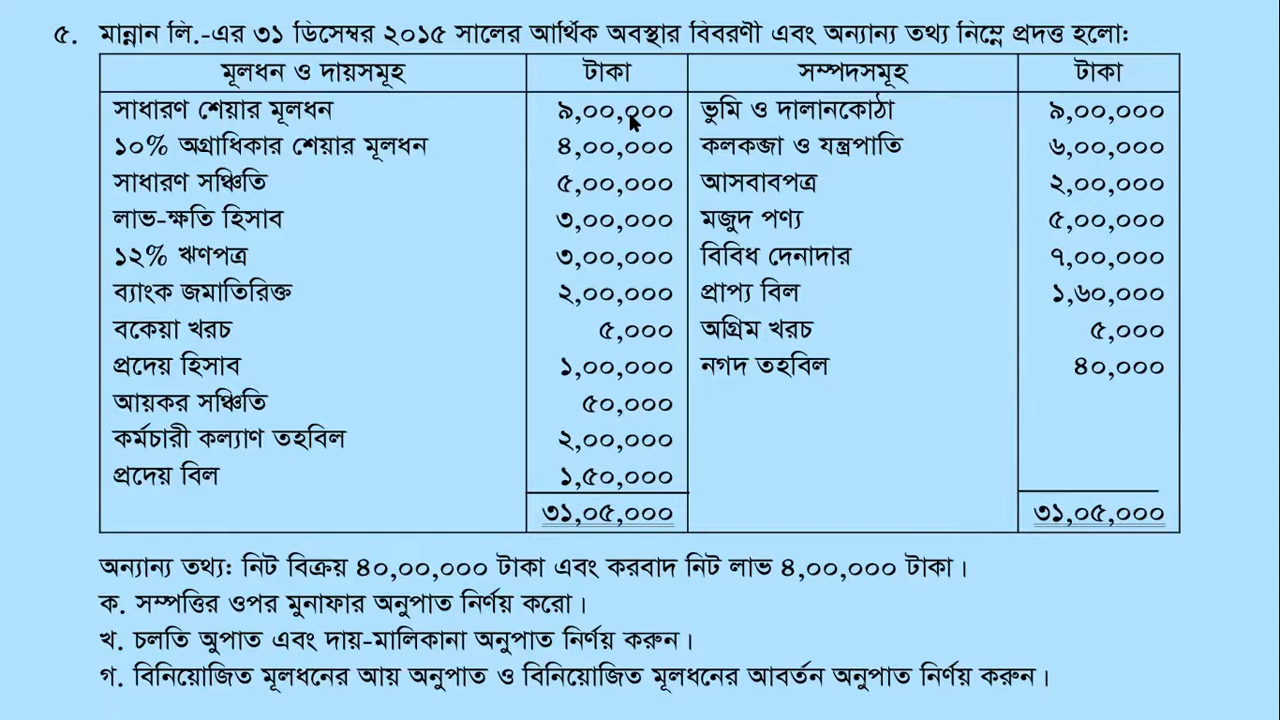 ৫. মান্নান লি.-এর ৩১ ডিসেম্বর ২০১৫ সালের আর্থিক অবস্থার বিবরণী এবং অন্যান্য তথ্য নিম্নে প্রদত্ত হলো:
মূলধন ও দায়সমূহ টাকা সম্পদসমূহ টাকা
সাধারণ শেয়ার মূলধন ৯,০০,০০০ ভুমি ও দালানকোঠা ৯,০০,০০০
১০% অগ্রাধিকার শেয়ার মূলধন ৪,০০,০০০ কলকব্জা ও যন্ত্রপাতি ৬,০০,০০০
সাধারণ সঞ্চিতি ৫,০০,০০০ আসবাবপত্র ২,০০,০০০
লাভ-ক্ষতি হিসাব ৩,০০,০০০ মজুদ পণ্য ৫,০০,০০০
১২% ঋণপত্র ৩,০০,০০০ বিবিধ দেনাদার ৭,০০,০০০
ব্যাংক জমাতিরিক্ত ২,০০,০০০ প্রাপ্য বিল ১,৬০,০০০
বকেয়া খরচ ৫,০০০ অগ্রিম খরচ ৫,০০০
প্রদেয় হিসাব ১,০০,০০০ নগদ তহবিল ৪০,০০০
আয়কর সঞ্চিতি ৫০,০০০
কর্মচারী কল্যাণ তহবিল ২,০০,০০০
প্রদেয় বিল ১,৫০,০০০
৩১,০৫,০০০ ৩১,০৫,০০০
অন্যান্য তথ্য: নিট বিক্রয় ৪০,০০,০০০ টাকা এবং করবাদ নিট লাভ ৪,০০,০০০ টাকা।
ক. সম্পত্তির ওপর মুনাফার অনুপাত নির্ণয় করো।
খ. চলতি অুপাত এবং দায়-মালিকানা অনুপাত নির্ণয় করুন।
গ. বিনিয়োজিত মূলধনের আয় অনুপাত ও বিনিয়োজিত মূলধনের আবর্তন অনুপাত নির্ণয় করুন।